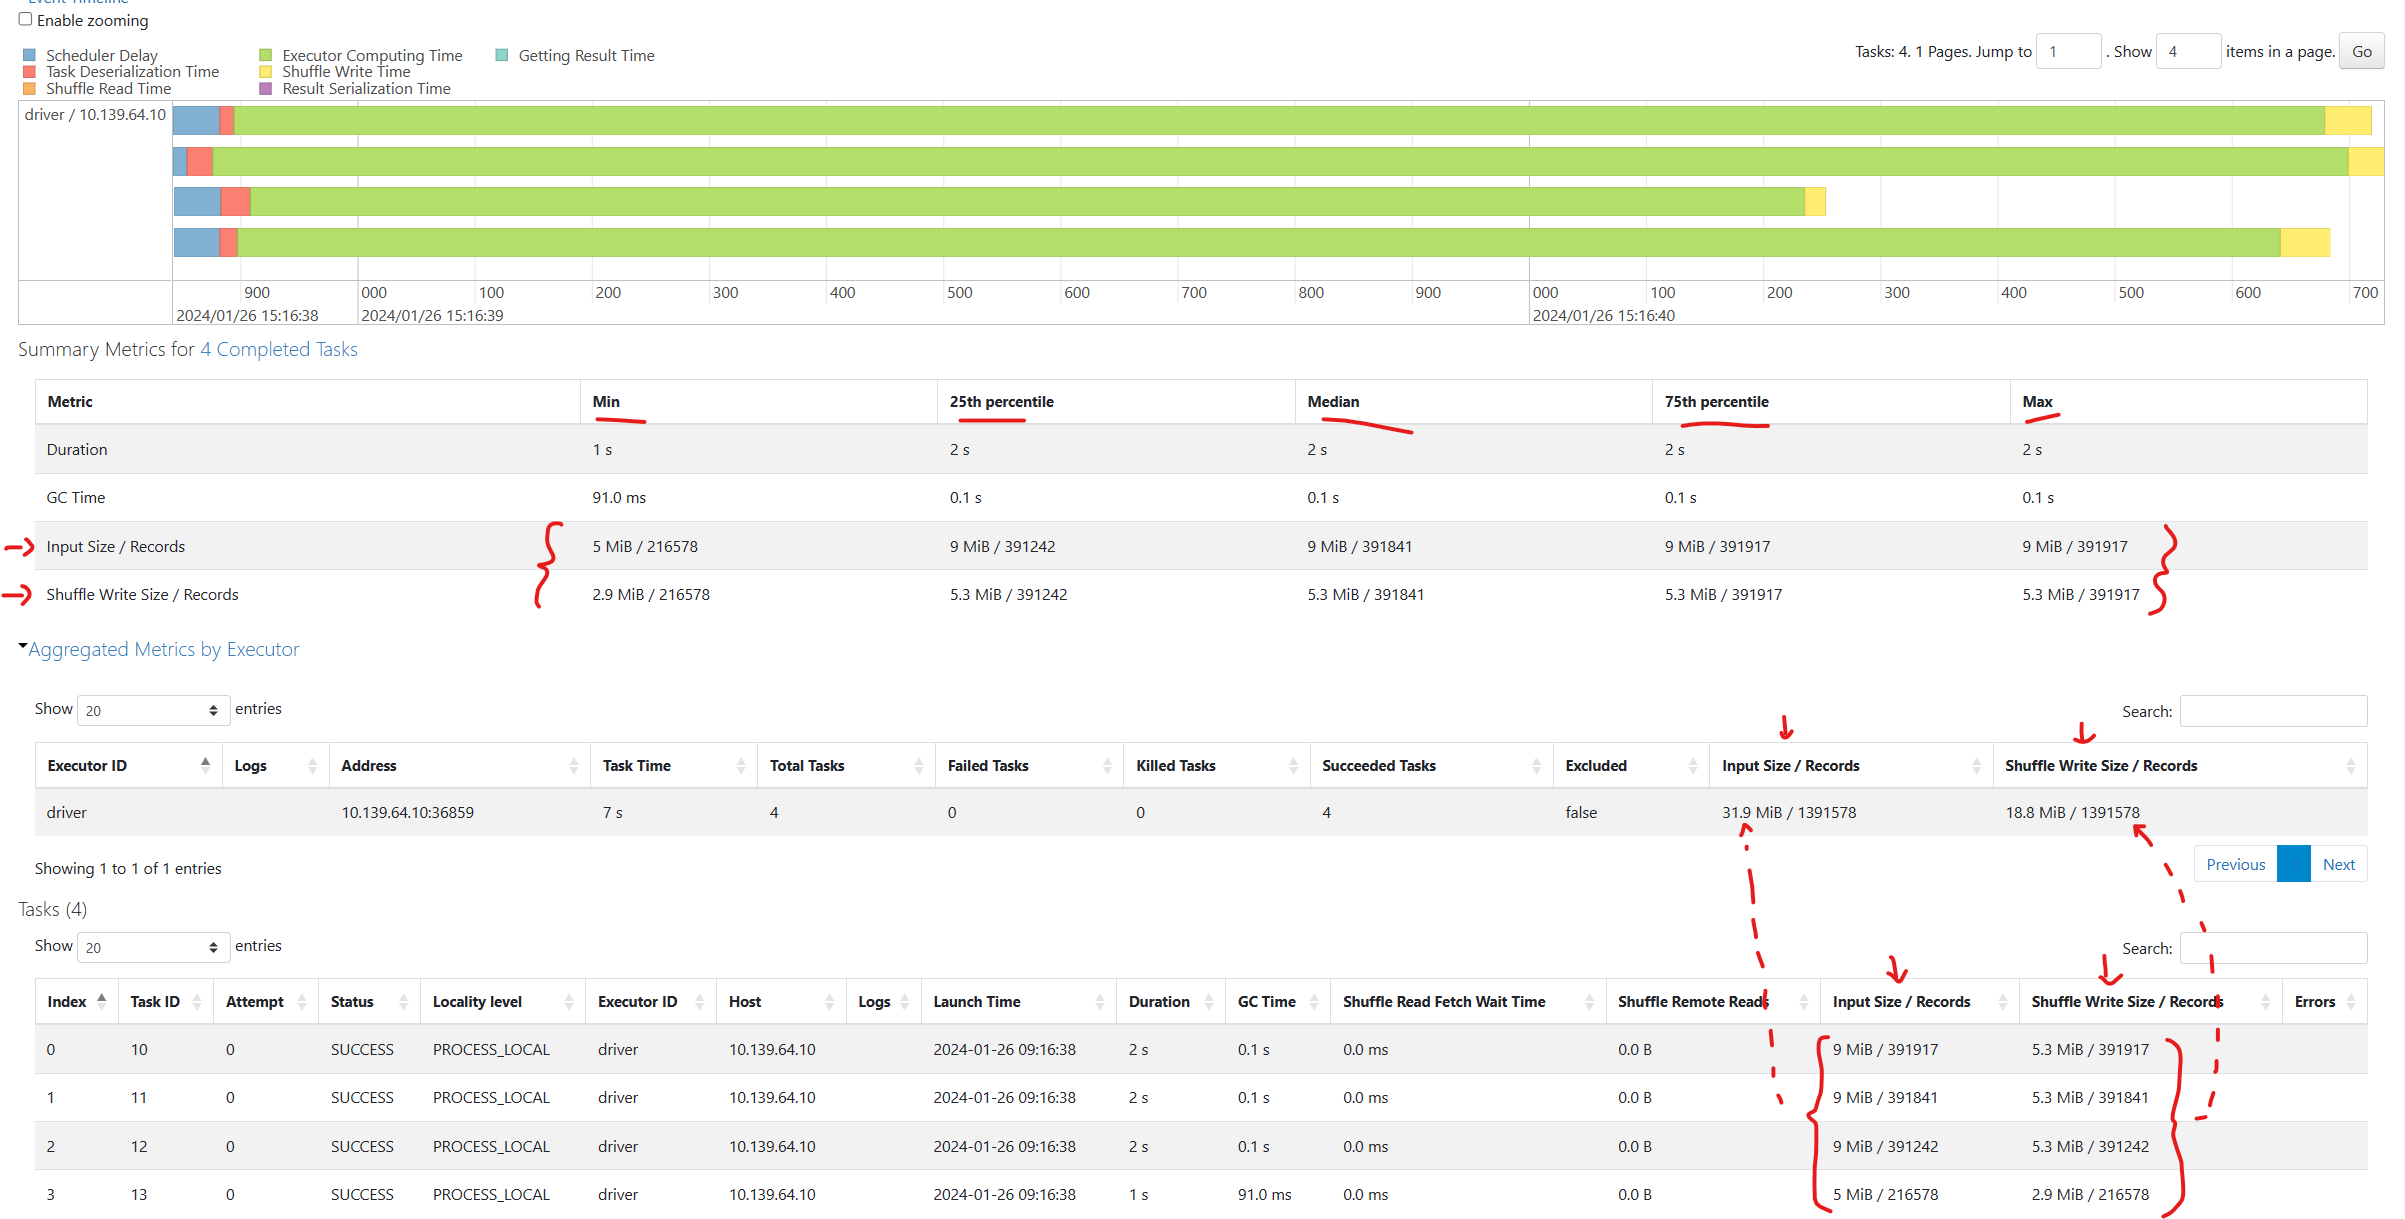 Event Timeline
Enable zooming
Scheduler Delay Executor Computing Time Getting Result Time
Task Deserialization Time Shuffle Write Time
Shuffle Read Time Result Serialization Time
Tasks: 4. 1 Pages. Jump to 1 . Show 4 items in a page. Go
driver / 10.139.64.10
900 000 100 200 300 400 500 600 700 800 900 000 100 200 300 400 500 600 700
2024/01/26 15:16:38 2024/01/26 15:16:39 2024/01/26 15:16:40
Summary Metrics for 4 Completed Tasks
Metric Min 25th percentile Median 75th percentile Max
Duration 1 s 2 s 2 s 2 s 2 s
GC Time 91.0 ms 0.1 s 0.1 s 0.1 s 0.1 s
Input Size / Records 5 MiB / 216578 9 MiB / 391242 9 MiB / 391841 9 MiB / 391917 9 MiB / 391917
Shuffle Write Size / Records 2.9 MiB / 216578 5.3 MiB / 391242 5.3 MiB / 391841 5.3 MiB / 391917 5.3 MiB / 391917
Aggregated Metrics by Executor
Show 20 entries Search:
Executor ID Logs Address Task Time Total Tasks Failed Tasks Killed Tasks Succeeded Tasks Excluded Input Size / Records Shuffle Write Size / Records
driver 10.139.64.10:36859 7 s 4 0 0 4 false 31.9 MiB / 1391578 18.8 MiB / 1391578
Showing 1 to 1 of 1 entries Previous Next
Tasks (4)
Show 20 entries Search:
Index Task ID Attempt Status Locality level Executor ID Host Logs Launch Time Duration GC Time Shuffle Read Fetch Wait Time Shuffle Remote Reads Input Size / Records Shuffle Write Size / Records Errors
0 10 0 SUCCESS PROCESS_LOCAL driver 10.139.64.10 2024-01-26 09:16:38 2 s 0.1 s 0.0 ms 0.0 B 9 MiB / 391917 5.3 MiB / 391917
1 11 0 SUCCESS PROCESS_LOCAL driver 10.139.64.10 2024-01-26 09:16:38 2 s 0.1 s 0.0 ms 0.0 B 9 MiB / 391841 5.3 MiB / 391841
2 12 0 SUCCESS PROCESS_LOCAL driver 10.139.64.10 2024-01-26 09:16:38 2 s 0.1 s 0.0 ms 0.0 B 9 MiB / 391242 5.3 MiB / 391242
3 13 0 SUCCESS PROCESS_LOCAL driver 10.139.64.10 2024-01-26 09:16:38 1 s 91.0 ms 0.0 ms 0.0 B 5 MiB / 216578 2.9 MiB / 216578